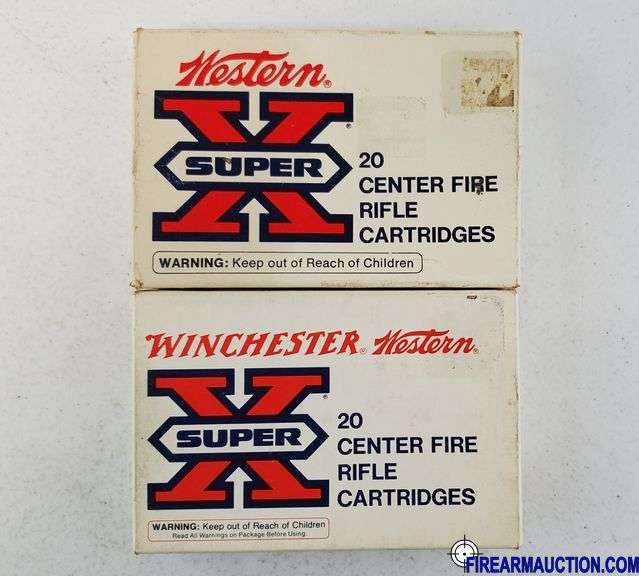 Western®
X®
SUPER
20
CENTER FIRE
RIFLE
CARTRIDGES
WARNING: Keep out of Reach of Children
WINCHESTER® Western®
X®
SUPER
20
CENTER FIRE
RIFLE
CARTRIDGES
WARNING: Keep out of Reach of Children
Read All Warnings on Package Before Using.
FIREARMAUCTION.COM